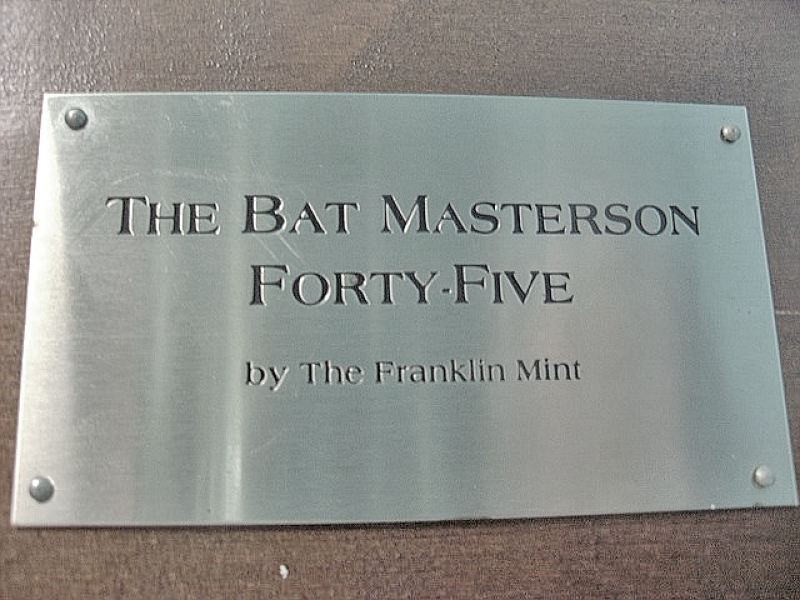 The Bat Masterson
Forty-Five
by The Franklin Mint